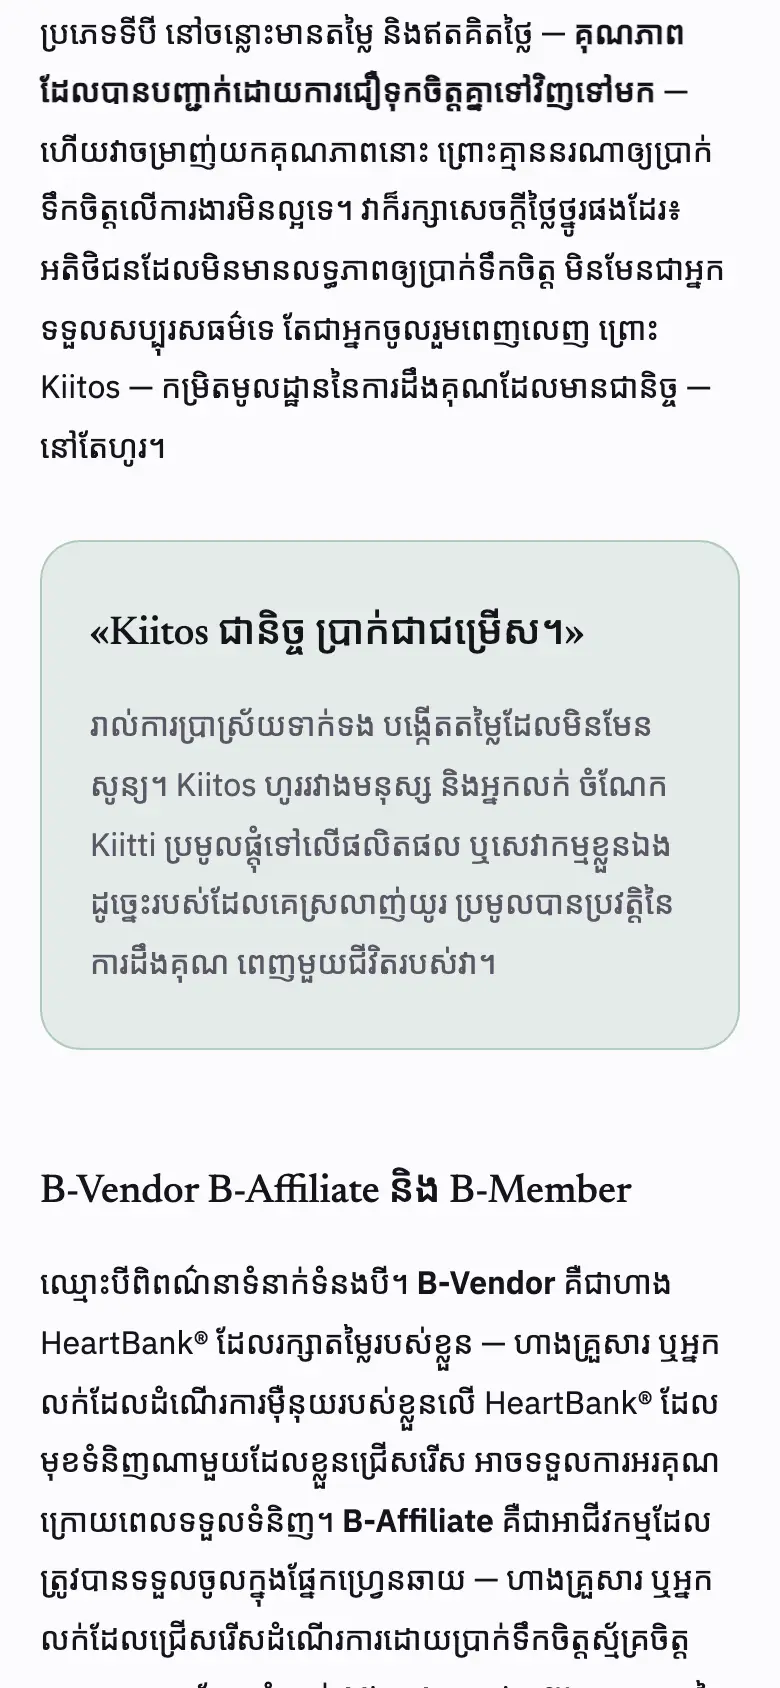 ប្រភេទទីបី នៅចន្លោះមានតម្លៃ និងឥតគិតថ្លៃ — គុណភាព
ដែលបានបញ្ជាក់ដោយការជឿទុកចិត្តគ្នាទៅវិញទៅមក —
ហើយវាចម្រាញ់យកគុណភាពនោះ ព្រោះគ្មាននរណាឲ្យប្រាក់
ទឹកចិត្តលើការងារមិនល្អទេ។ វាក៏រក្សាសេចក្ដីថ្លៃថ្នូរផងដែរ៖
អតិថិជនដែលមិនមានលទ្ធភាពឲ្យប្រាក់ទឹកចិត្ត មិនមែនជាអ្នក
ទទួលសប្បុរសធម៌ទេ តែជាអ្នកចូលរួមពេញលេញ ព្រោះ
Kiitos — កម្រិតមូលដ្ឋាននៃការដឹងគុណដែលមានជានិច្ច —
នៅតែហូរ។
«Kiitos ជានិច្ច ប្រាក់ជាជម្រើស។»
រាល់ការប្រាស្រ័យទាក់ទង បង្កើតតម្លៃដែលមិនមែន
សូន្យ។ Kiitos ហូររវាងមនុស្ស និងអ្នកលក់ ចំណែក
Kiitti ប្រមូលផ្ដុំទៅលើផលិតផល ឬសេវាកម្មខ្លួនឯង
ដូច្នេះរបស់ដែលគេស្រលាញ់យូរ ប្រមូលបានប្រវត្តិនៃ
ការដឹងគុណ ពេញមួយជីវិតរបស់វា។
B-Vendor B-Affiliate និង B-Member
ឈ្មោះបីពិពណ៌នាទំនាក់ទំនងបី។ B-Vendor គឺជាហាង
HeartBank® ដែលរក្សាតម្លៃរបស់ខ្លួន — ហាងគ្រួសារ ឬអ្នក
លក់ដែលដំណើរការម៉ឺនុយរបស់ខ្លួនលើ HeartBank® ដែល
មុខទំនិញណាមួយដែលខ្លួនជ្រើសរើស អាចទទួលការអរគុណ
ក្រោយពេលទទួលទំនិញ។ B-Affiliate គឺជាអាជីវកម្មដែល
ត្រូវបានទទួលចូលក្នុងផ្នែកហ្វ្រេនឆាយ — ហាងគ្រួសារ ឬអ្នក
លក់ដែលជ្រើសរើសដំណើរការដោយប្រាក់ទឹកចិត្តស្ម័គ្រចិត្ត